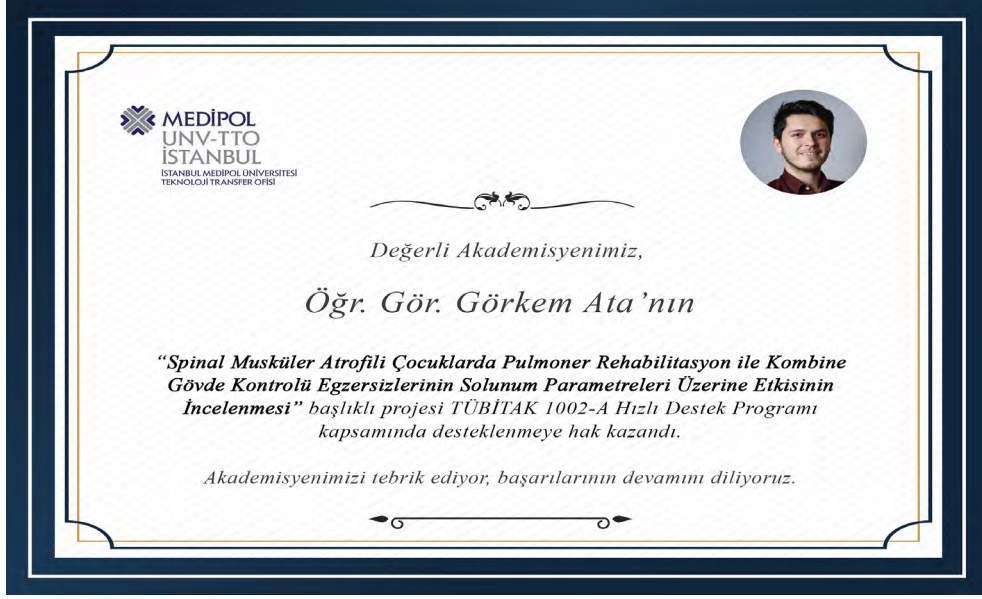 MEDİPOL
UNV-TTO
İSTANBUL
İSTANBUL MEDİPOL ÜNİVERSİTESİ
TEKNOLOJİ TRANSFER OFİSİ
Değerli Akademisyenimiz,
Öğr. Gör. Görkem Ata’nın
“Spinal Musküler Atrofili Çocuklarda Pulmoner Rehabilitasyon ile Kombine
Gövde Kontrolü Egzersizlerinin Solunum Parametreleri Üzerine Etkisinin
İncelenmesi” başlıklı projesi TÜBİTAK 1002-A Hızlı Destek Programı
kapsamında desteklenmeye hak kazandı.
Akademisyenimizi tebrik ediyor, başarılarının devamını diliyoruz.